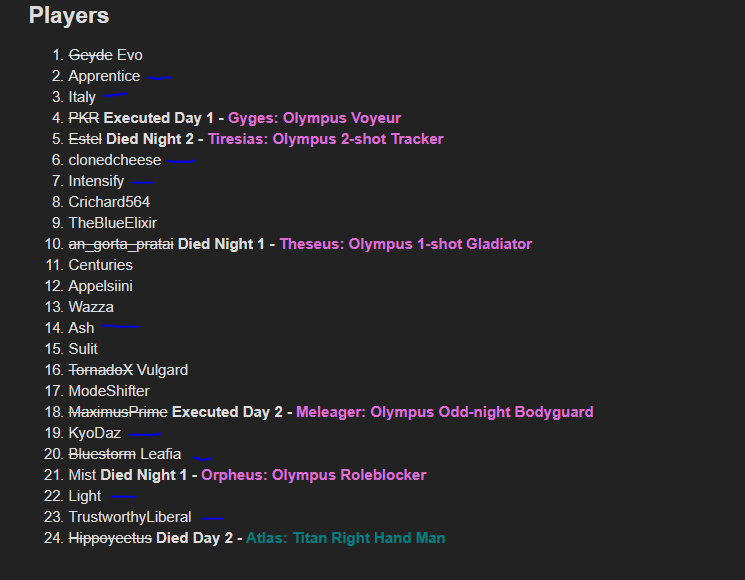 Players
1. Geyde Evo
2. Apprentice
3. Italy
4. PKR Executed Day 1 - Gyges: Olympus Voyeur
5. Estel Died Night 2 - Tiresias: Olympus 2-shot Tracker
6. clonedcheese
7. Intensify
8. Crichard564
9. TheBlueElixir
10. an_gorta_pratai Died Night 1 - Theseus: Olympus 1-shot Gladiator
11. Centuries
12. Appelsiini
13. Wazza
14. Ash
15. Sulit
16. TornadoX Vulgard
17. ModeShifter
18. MaximusPrime Executed Day 2 - Meleager: Olympus Odd-night Bodyguard
19. KyoDaz
20. Bluestorm Leafia
21. Mist Died Night 1 - Orpheus: Olympus Roleblocker
22. Light
23. TrustworthyLiberal
24. Hippoyeetus Died Day 2 - Atlas: Titan Right Hand Man